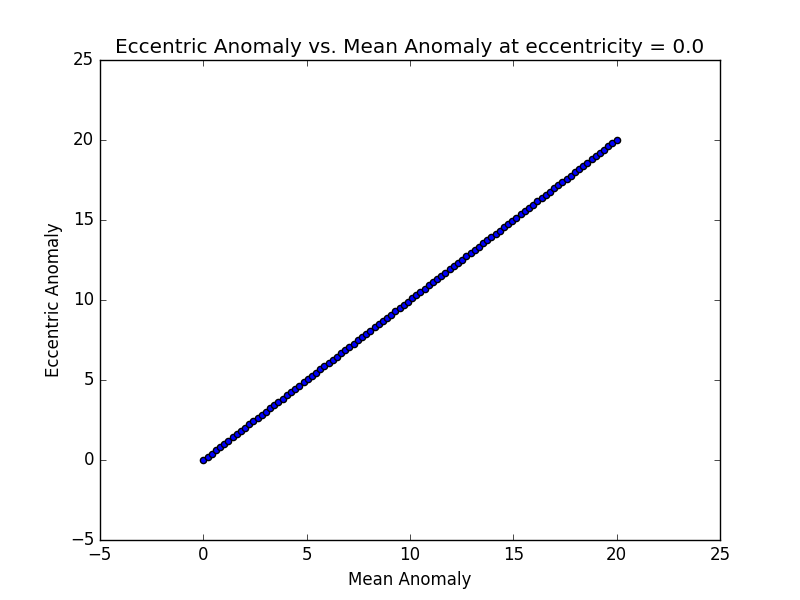 Eccentric Anomaly vs. Mean Anomaly at eccentricity = 0.0
25
20
15
10
5
0
−5
Eccentric Anomaly
−5 0 5 10 15 20 25
Mean Anomaly